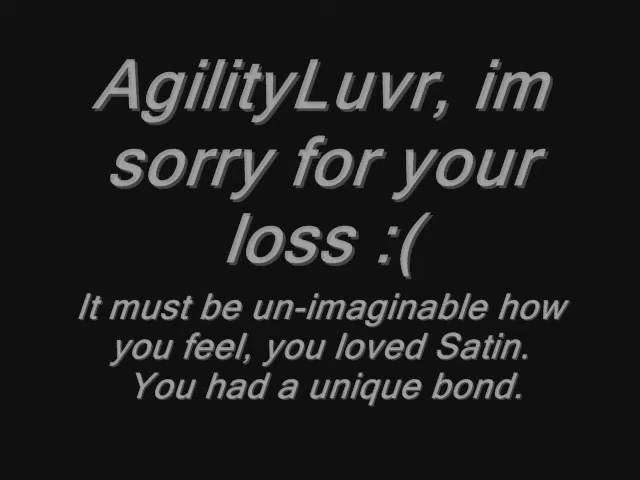 AgilityLuvr, im
sorry for your
loss :(
It must be un-imaginable how
you feel, you loved Satin.
You had a unique bond.